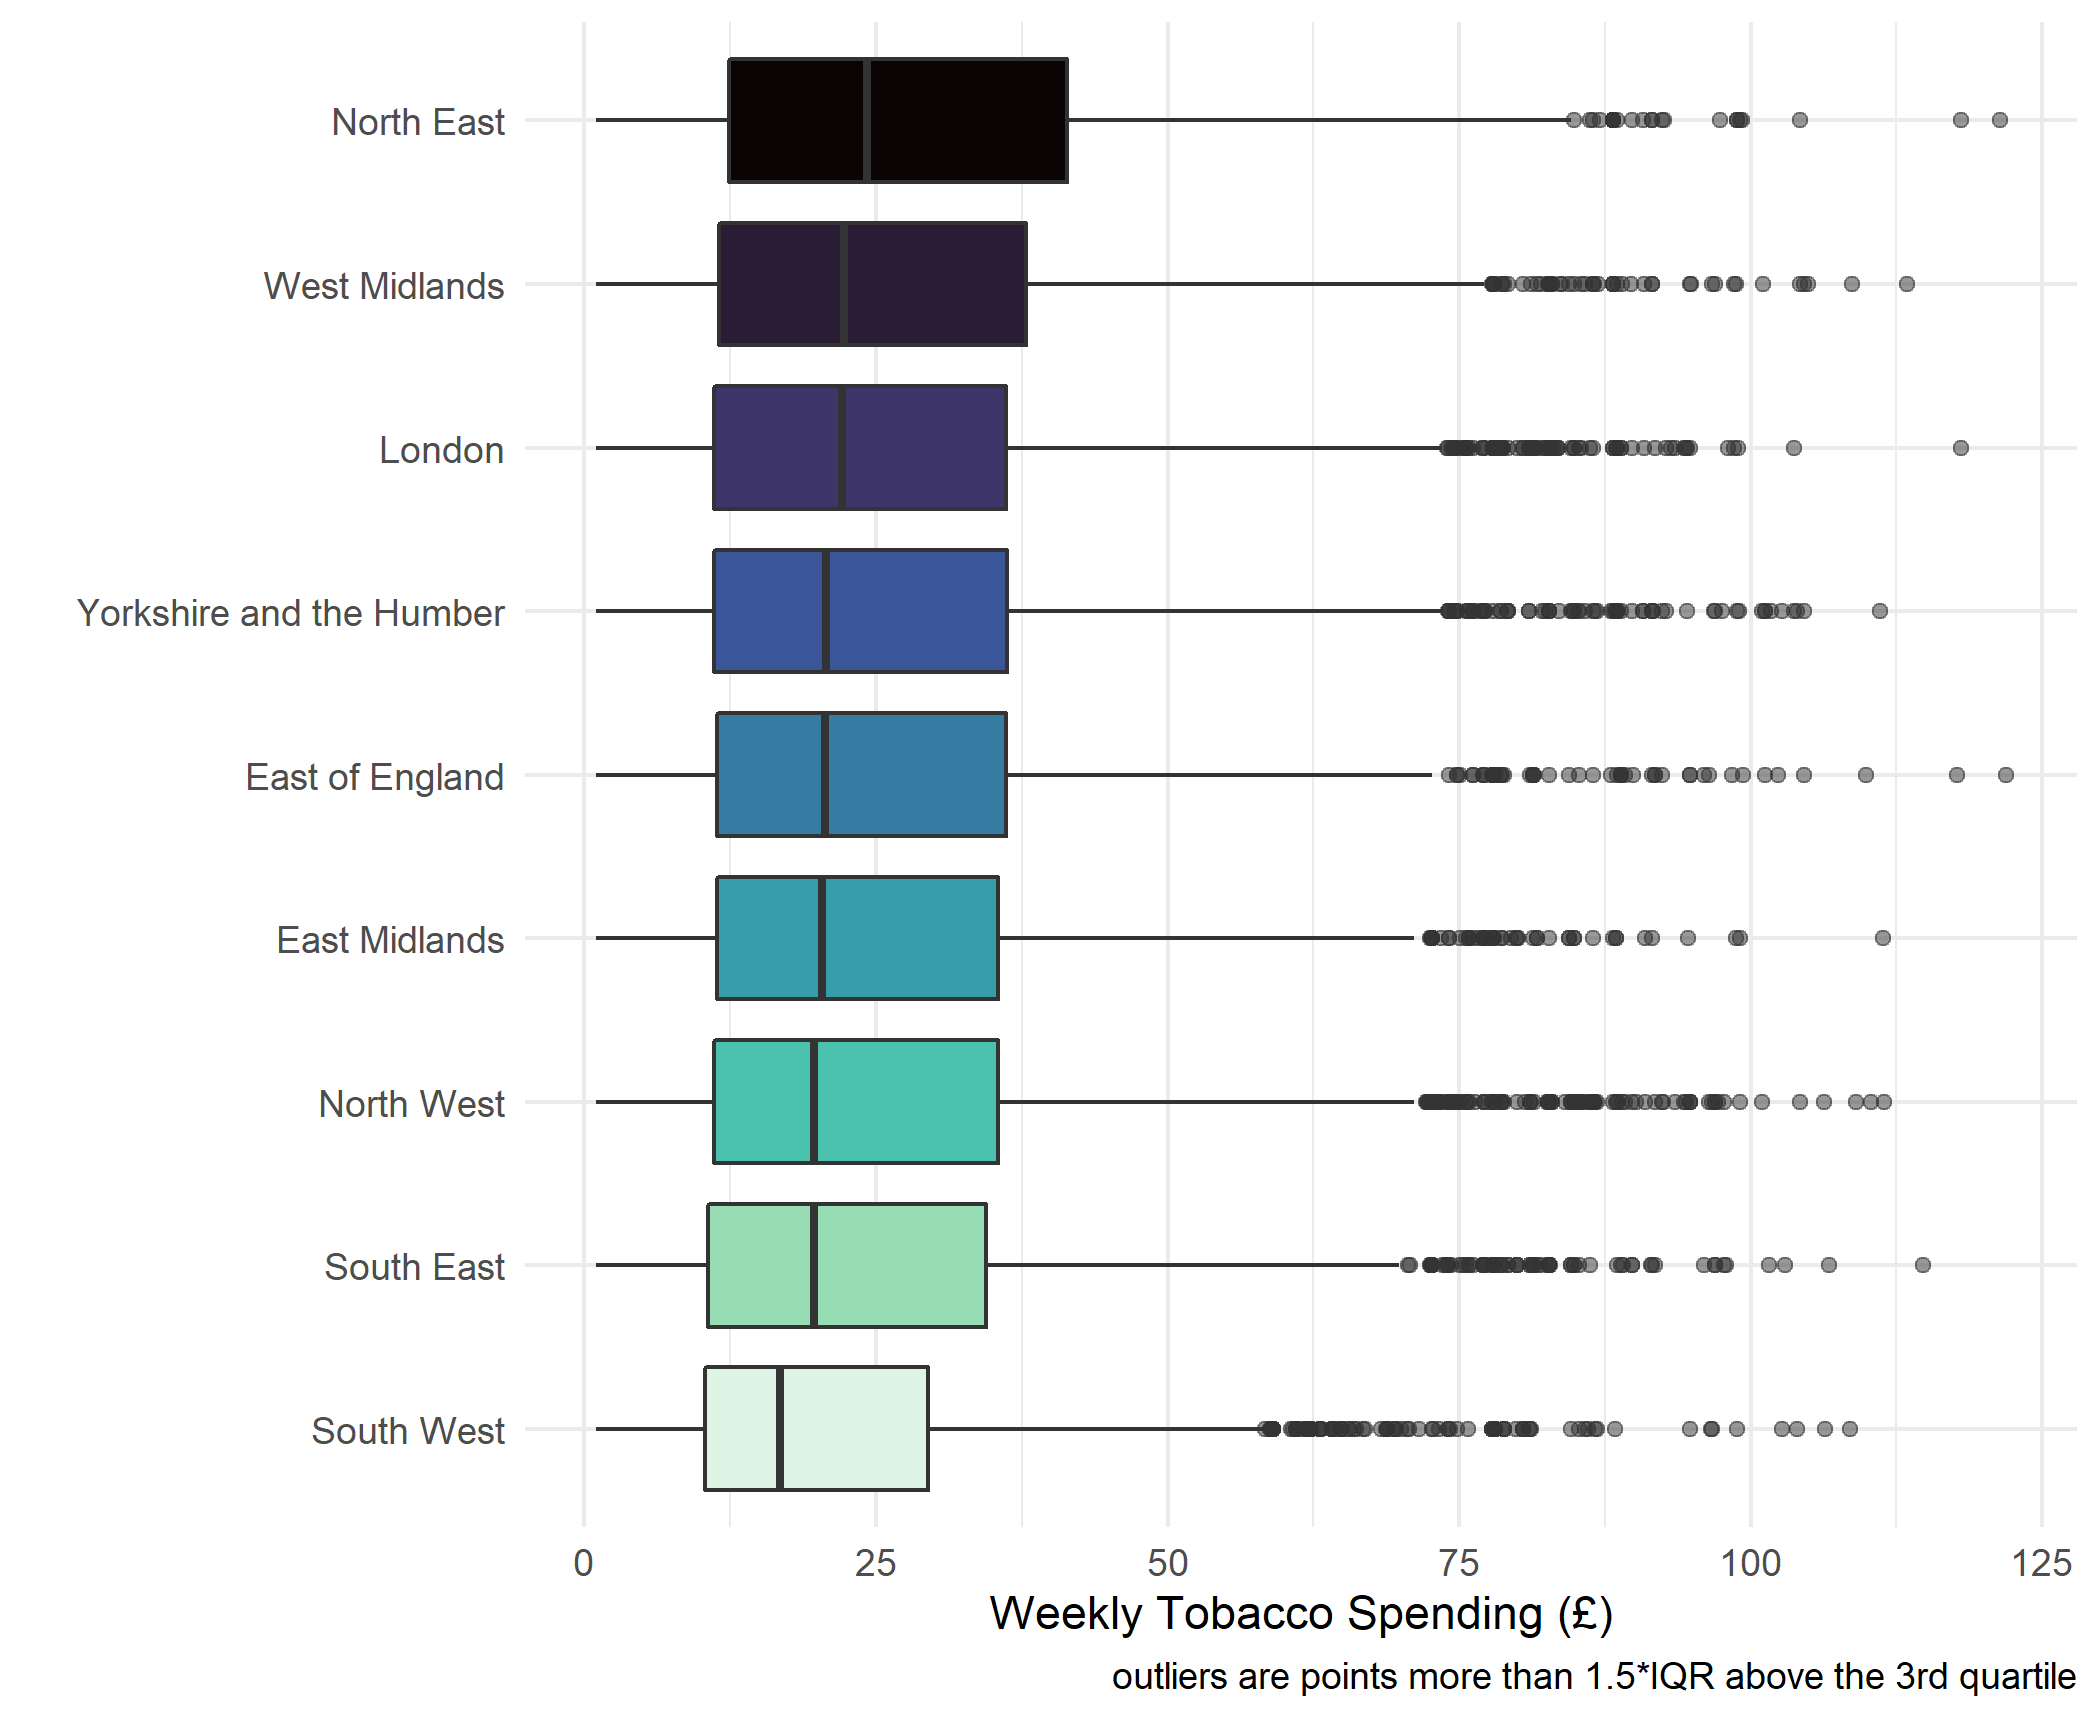 North East
West Midlands
London
Yorkshire and the Humber
East of England
East Midlands
North West
South East
South West
0 25 50 75 100 125
Weekly Tobacco Spending (£)
outliers are points more than 1.5*IQR above the 3rd quartile